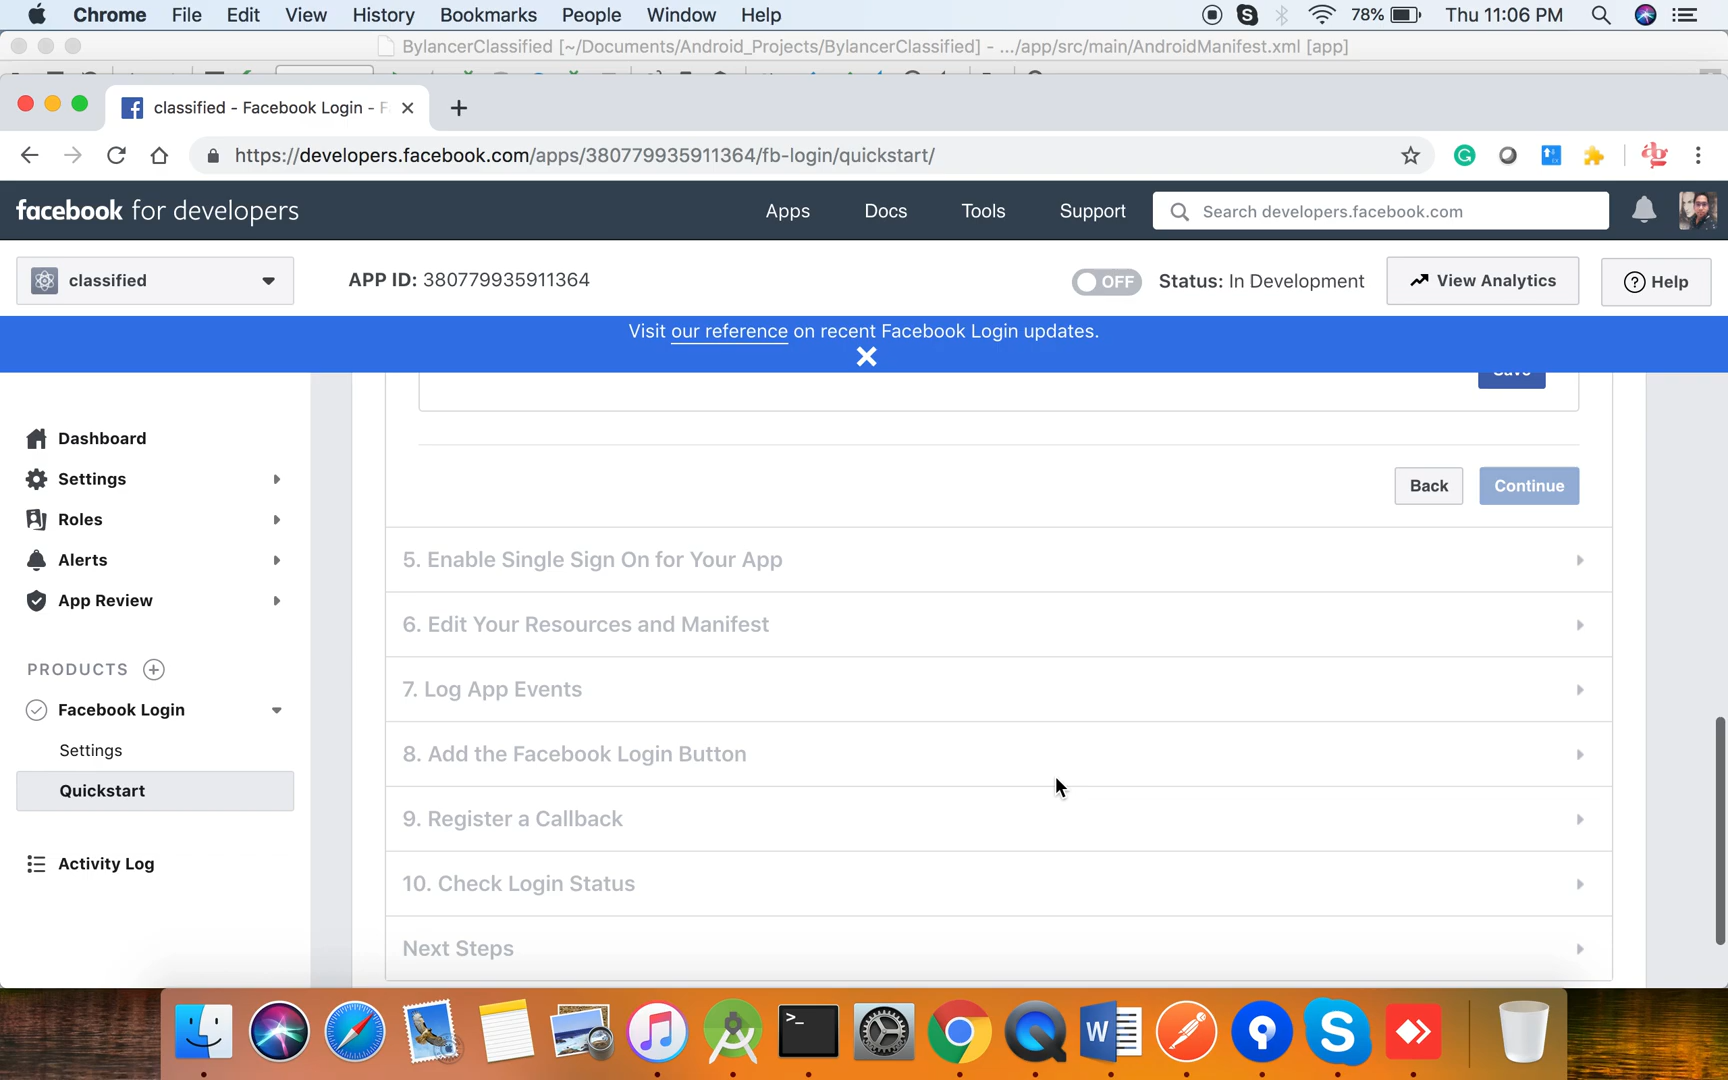 Chrome File Edit View History Bookmarks People Window Help 78% Thu 11:06 PM
BylancerClassified [~/Documents/Android_Projects/BylancerClassified] - .../app/src/main/AndroidManifest.xml [app]
classified - Facebook Login - F
https://developers.facebook.com/apps/380779935911364/fb-login/quickstart/
facebook for developers Apps Docs Tools Support Search developers.facebook.com
classified APP ID: 380779935911364 OFF Status: In Development View Analytics Help
Visit our reference on recent Facebook Login updates.
Save
Dashboard
Settings
Roles
Alerts
App Review
PRODUCTS
Facebook Login
Settings
Quickstart
Activity Log
Back Continue
5. Enable Single Sign On for Your App
6. Edit Your Resources and Manifest
7. Log App Events
8. Add the Facebook Login Button
9. Register a Callback
10. Check Login Status
Next Steps